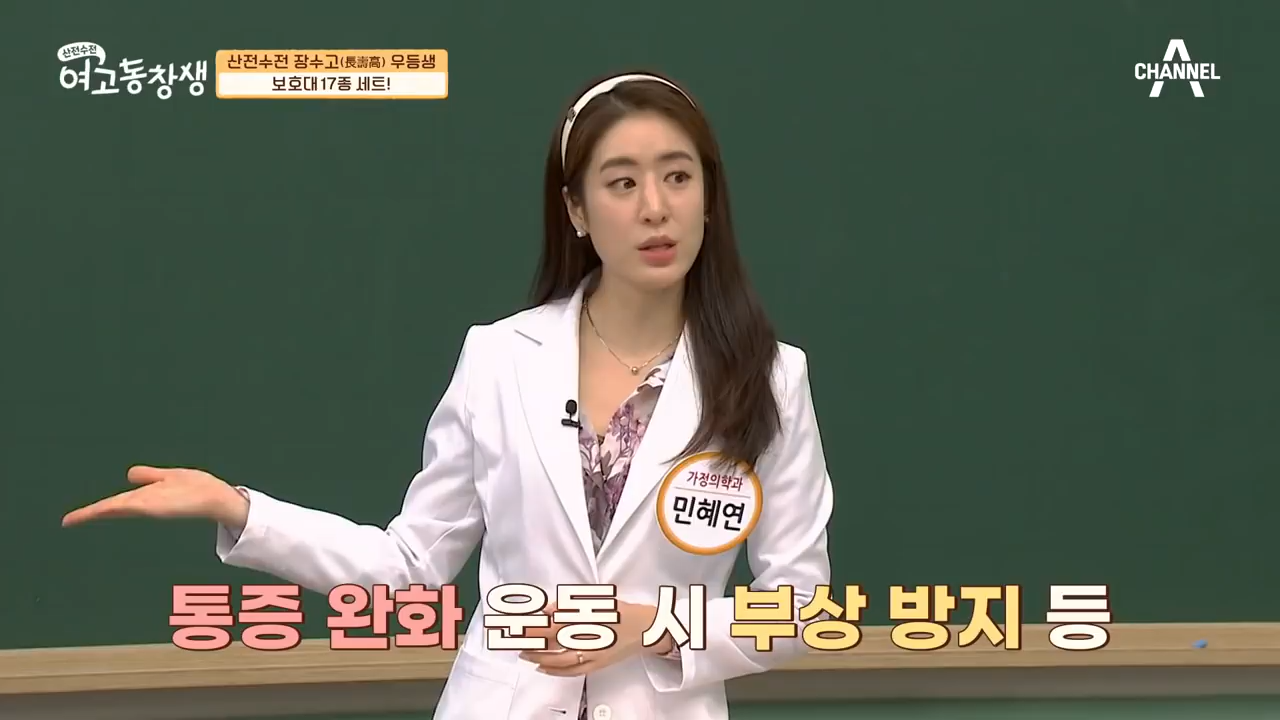 산전수전
여고동창생
산전수전 장수고(長壽高) 우등생
보호대 17종 세트!
CHANNEL A
가정의학과
민혜연
통증 완화 운동 시 부상 방지 등